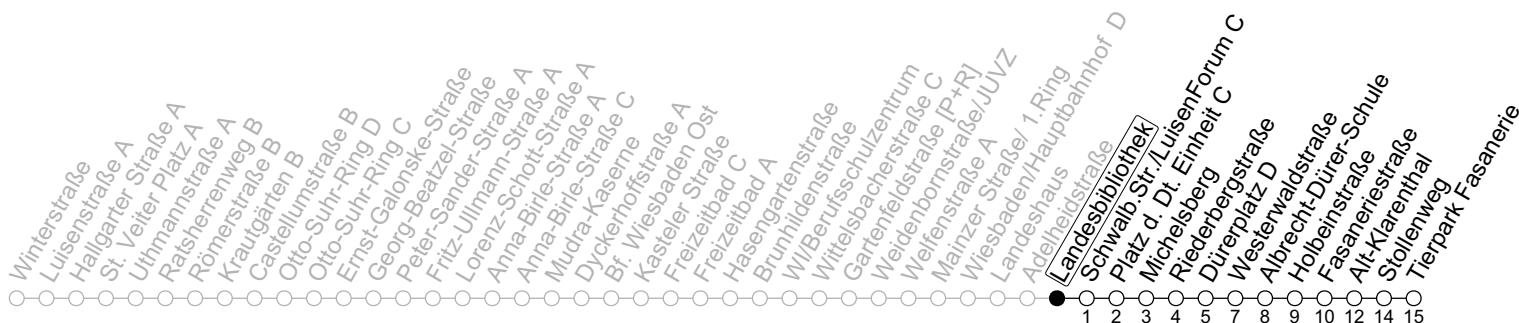 Winterstraße
Luisenstraße A
Hallgarter Straße A
St. Veiter Platz A
Uthmannstraße A
Ratsherrenweg B
Römerstraße B
Krautgärten B
Castellumstraße B
Otto-Suhr-Ring D
Otto-Suhr-Ring C
Ernst-Galonske-Straße
Georg-Beatzel-Straße
Peter-Sander-Straße A
Fritz-Ullmann-Straße A
Lorenz-Schott-Straße A
Anna-Birle-Straße A
Anna-Birle-Straße C
Mudra-Kaserne
Dyckerhoffstraße A
Bf. Wiesbaden Ost
Kasteler Straße
Freizeitbad C
Freizeitbad A
Hasengartenstraße
Brunhildenstraße
WI/Berufsschulzentrum
Wittelsbacherstraße C
Gartenfeldstraße [P+R]
Weidenbornstraße/JUVZ
Welfenstraße A
Mainzer Straße/ 1.Ring
Wiesbaden/Hauptbahnhof D
Landeshaus
Adelheidstraße
Landesbibliothek
Schwalb.Str./LuisenForum C
Platz d. Dt. Einheit C
Michelsberg
Riederbergstraße
Dürerplatz D
Westerwaldstraße
Albrecht-Dürer-Schule
Holbeinstraße
Fasaneriestraße
Alt-Klarenthal
Stollenweg
Tierpark Fasanerie
1 2 3 4 5 7 8 9 10 12 14 15